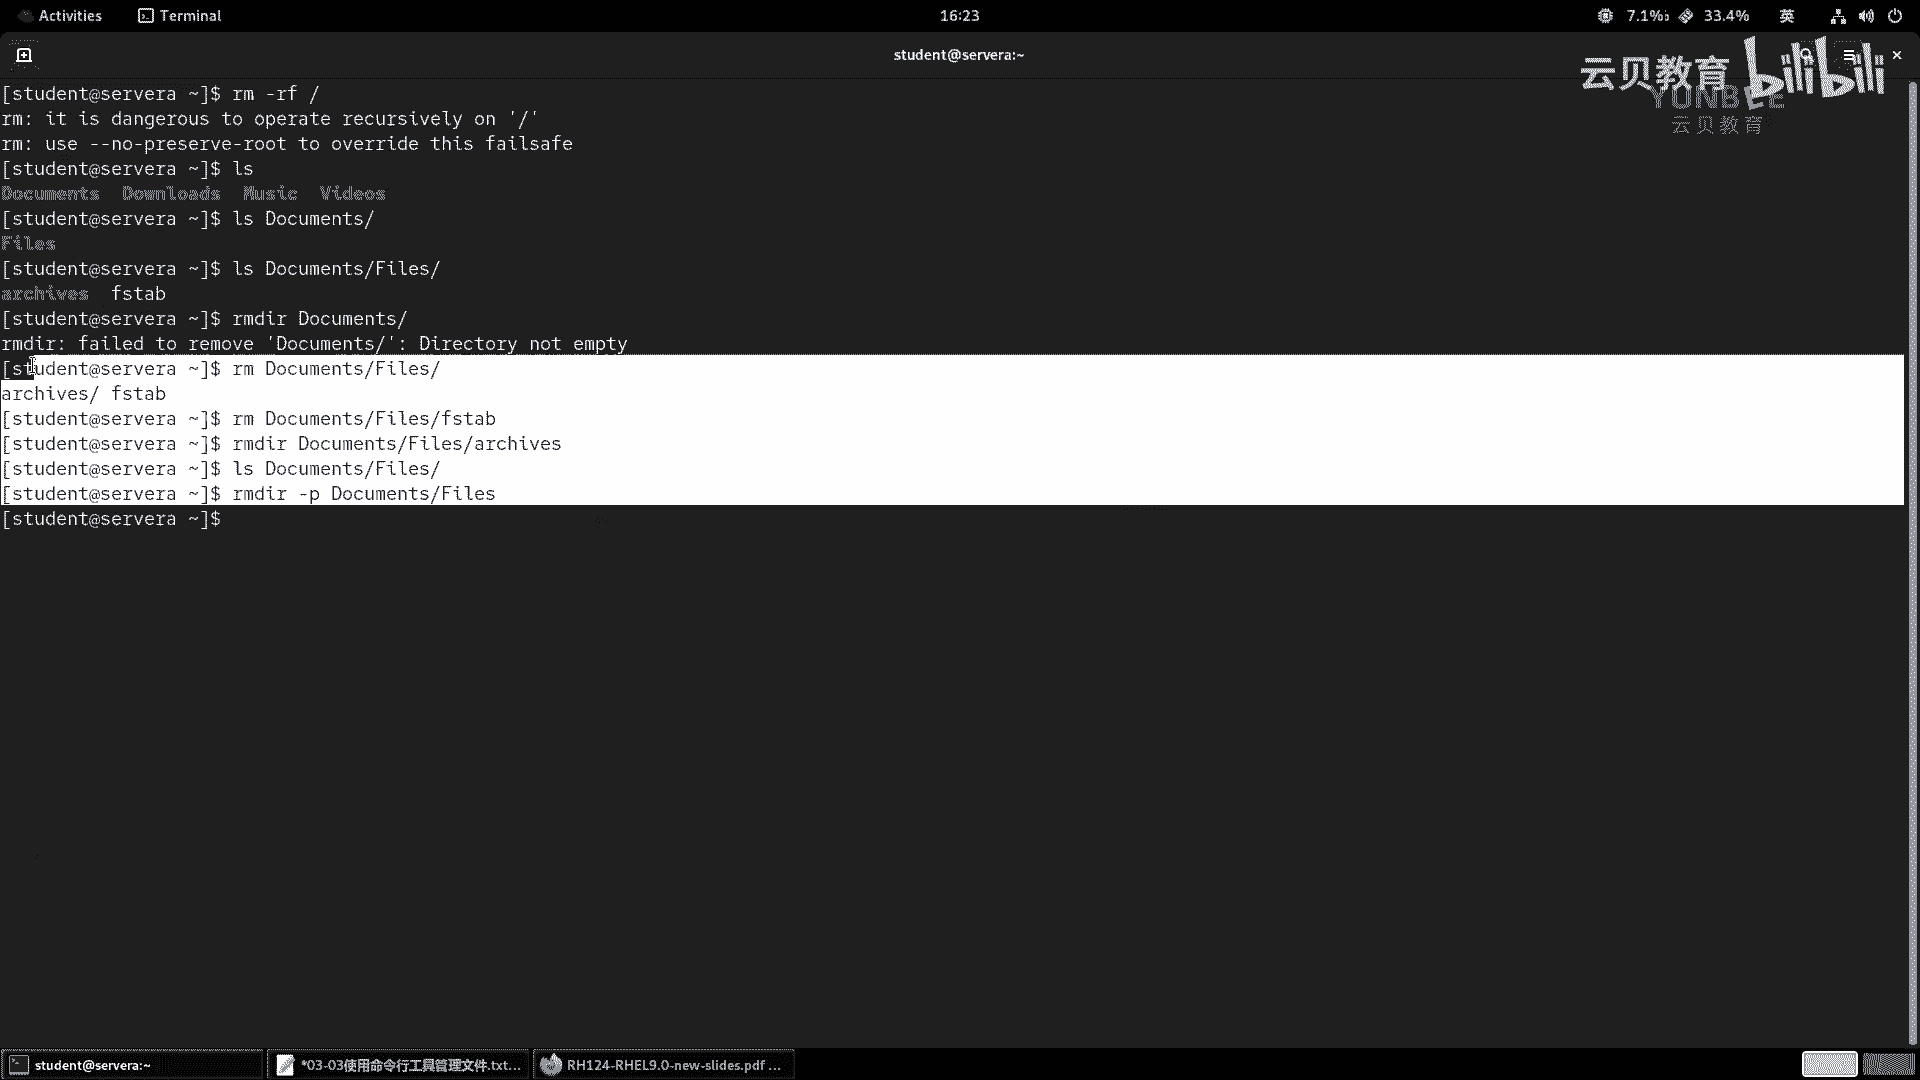 Activities Terminal 16:23 7.1% 33.4% 英
student@servera:~
云贝教育 bilibili
YUNBEE
云贝教育
[student@servera ~]$ rm -rf /
rm: it is dangerous to operate recursively on '/'
rm: use --no-preserve-root to override this failsafe
[student@servera ~]$ ls
Documents Downloads Music Videos
[student@servera ~]$ ls Documents/
Files
[student@servera ~]$ ls Documents/Files/
archives fstab
[student@servera ~]$ rmdir Documents/
rmdir: failed to remove 'Documents/': Directory not empty
[student@servera ~]$ rm Documents/Files/
archives/ fstab
[student@servera ~]$ rm Documents/Files/fstab
[student@servera ~]$ rmdir Documents/Files/archives
[student@servera ~]$ ls Documents/Files/
[student@servera ~]$ rmdir -p Documents/Files
[student@servera ~]$
student@servera:~ *03-03使用命令行工具管理文件.txt... RH124-RHEL9.0-new-slides.pdf ...